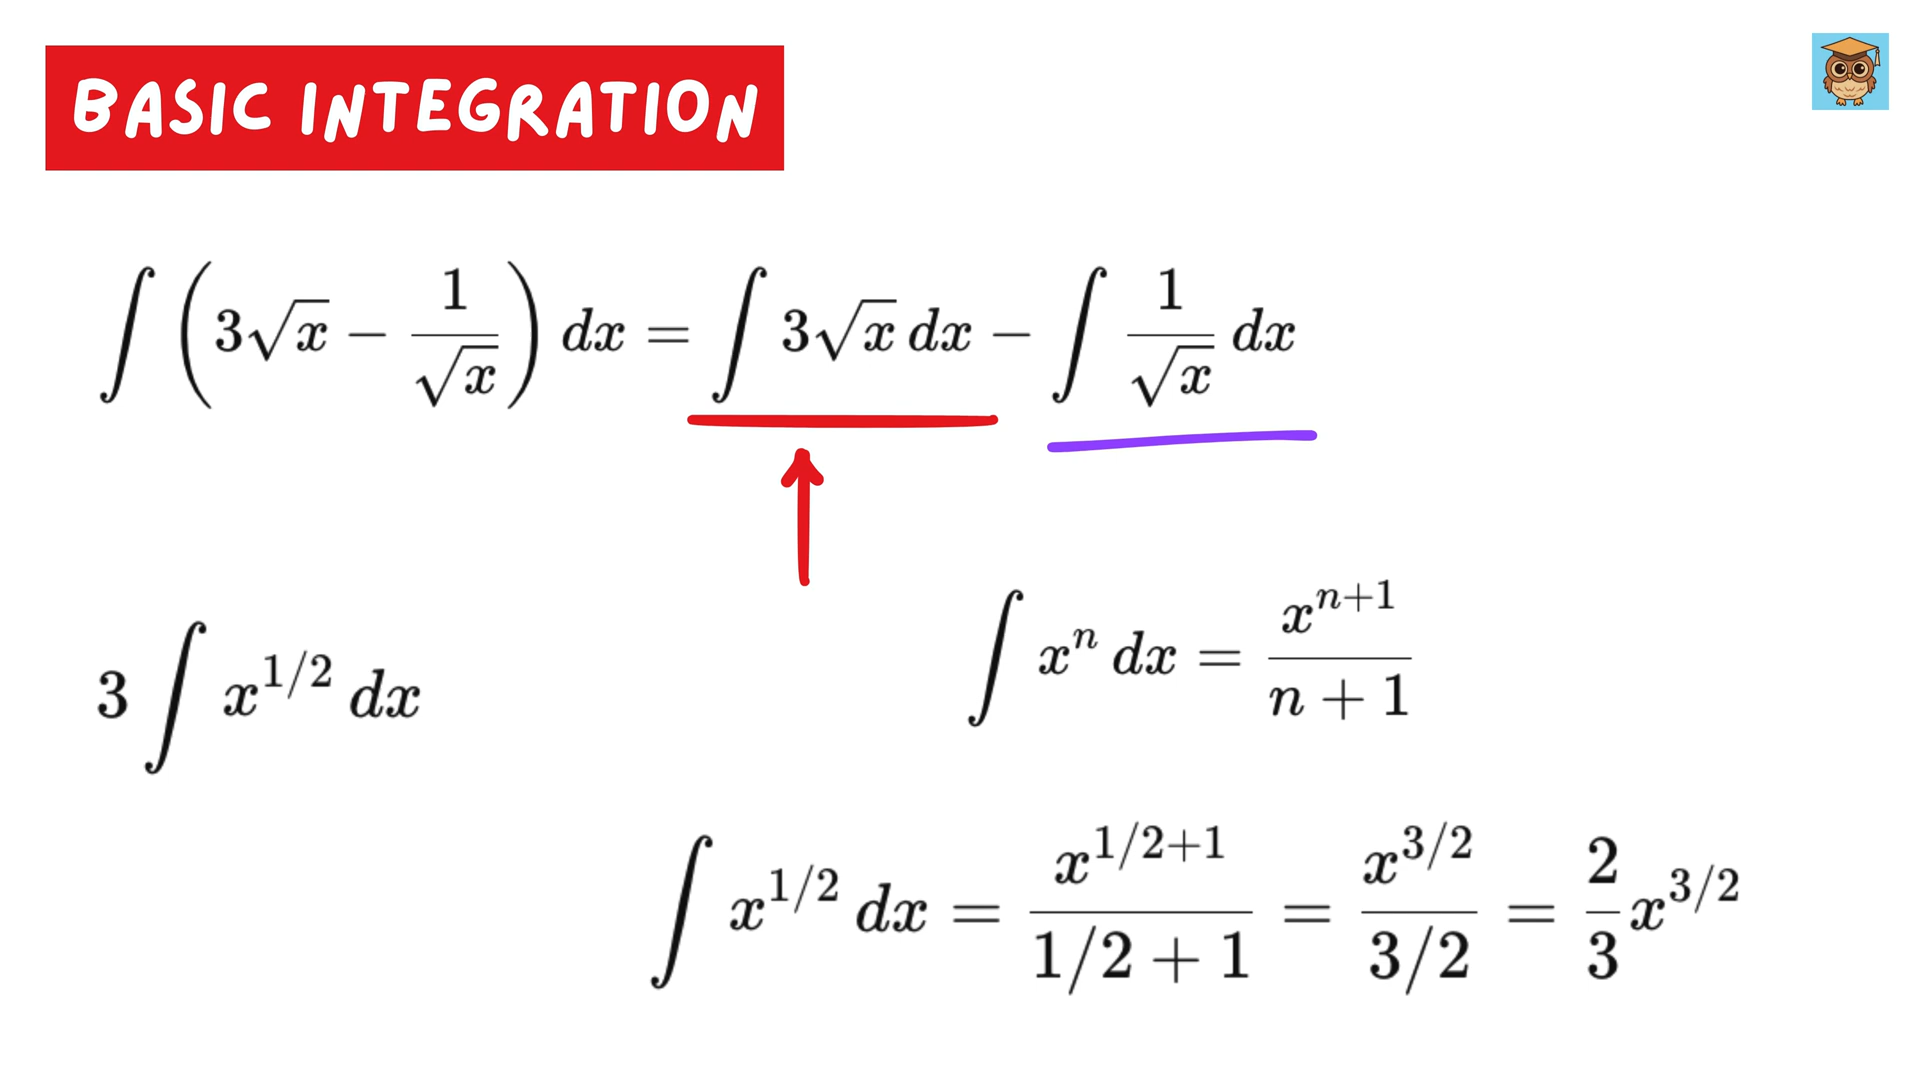 BASIC INTEGRATION
∫ (3√x − 1/√x) dx = ∫ 3√x dx − ∫ 1/√x dx
3 ∫ x^{1/2} dx
∫ x^n dx = x^{n+1}/(n + 1)
∫ x^{1/2} dx = x^{1/2+1}/(1/2 + 1) = x^{3/2}/(3/2) = 2/3 x^{3/2}